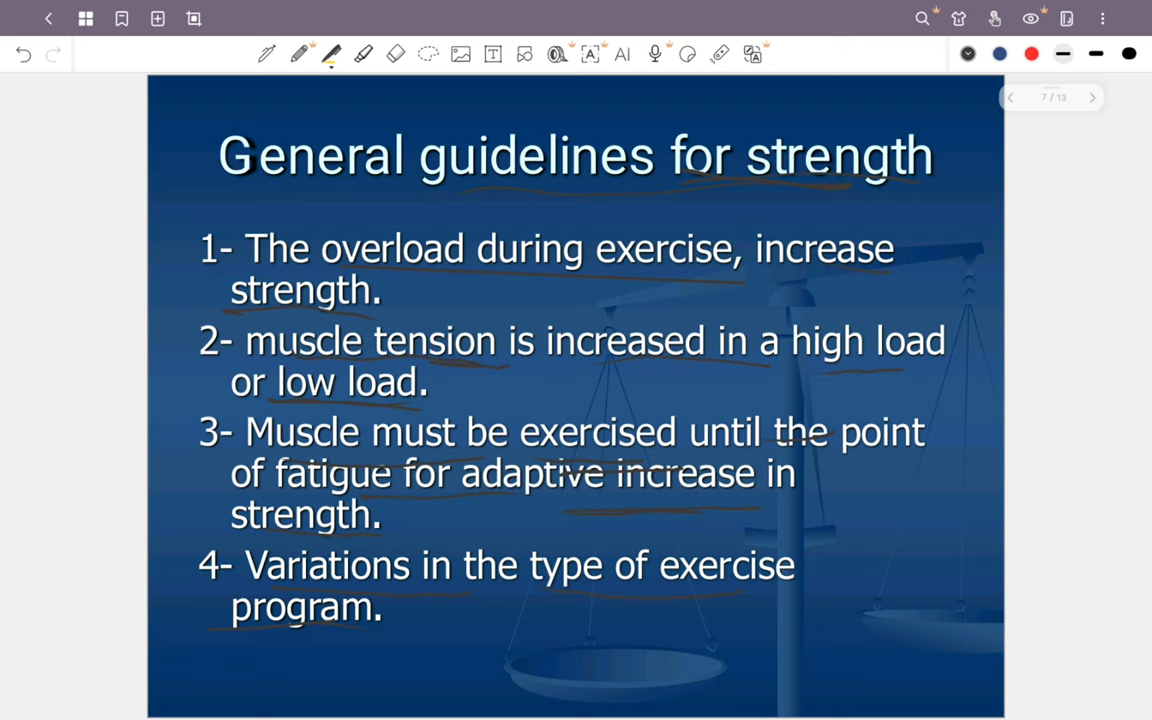 AI
7 / 13
General guidelines for strength
1- The overload during exercise, increase
strength.
2- muscle tension is increased in a high load
or low load.
3- Muscle must be exercised until the point
of fatigue for adaptive increase in
strength.
4- Variations in the type of exercise
program.